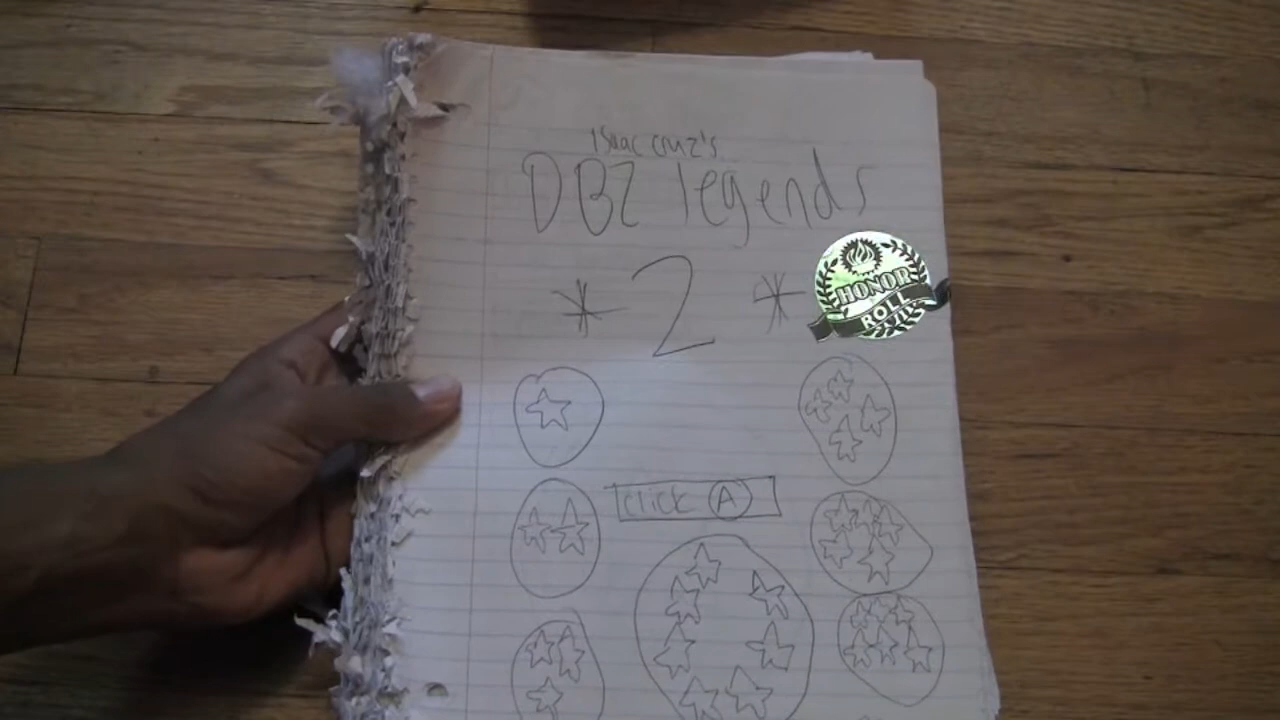 Isaac Cruz's
DBZ legends
* 2 *
HONOR
ROLL
click A